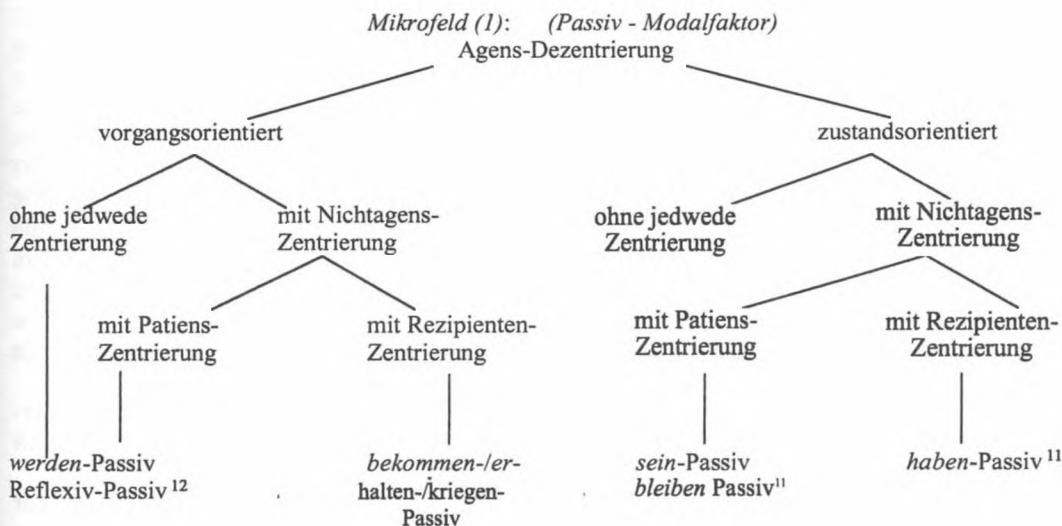 Mikrofeld (1): (Passiv - Modalfaktor)
Agens-Dezentrierung
vorgangsorientiert
zustandsorientiert
ohne jedwede
Zentrierung
mit Nichtagens-
Zentrierung
ohne jedwede
Zentrierung
mit Nichtagens-
Zentrierung
mit Patiens-
Zentrierung
mit Rezipienten-
Zentrierung
mit Patiens-
Zentrierung
mit Rezipienten-
Zentrierung
werden-Passiv
Reflexiv-Passiv 12
bekommen-/er-
halten-/kriegen-
Passiv
sein-Passiv
bleiben Passiv 11
haben-Passiv 11